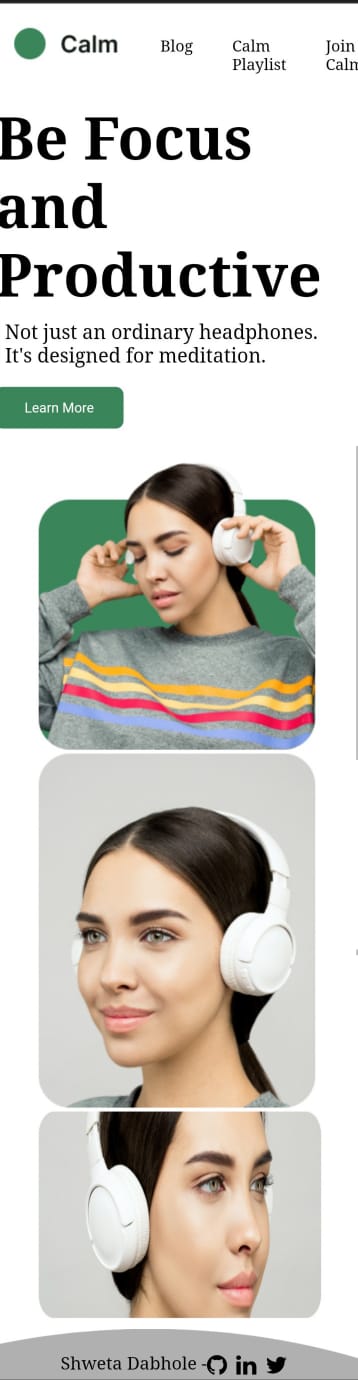 Calm
Blog
Calm
Playlist
Join
Calm
Be Focus
and
Productive
Not just an ordinary headphones.
It's designed for meditation.
Learn More
Shweta Dabhole -